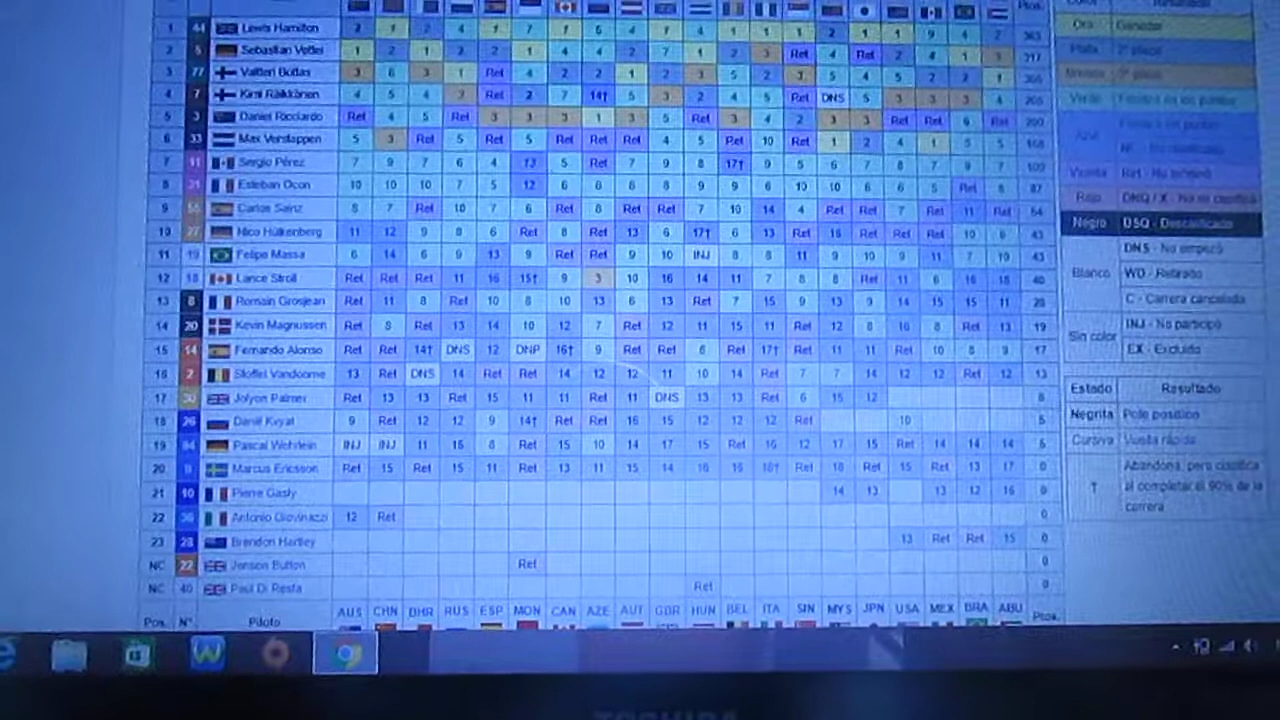 1 44 Lewis Hamilton 2 1 2 4 1 7 1 5 4 1 4 1 1 1 2 1 1 9 4 2 363
2 5 Sebastian Vettel 1 2 1 2 2 1 4 4 2 7 1 2 3 Ret 4 Ret 2 4 1 3 317
3 77 Valtteri Bottas 3 6 3 1 Ret 4 2 2 1 2 3 5 2 3 5 4 5 2 2 1 305
4 7 Kimi Räikkönen 4 5 4 3 Ret 2 7 14† 5 3 2 4 5 Ret DNS 5 3 3 3 4 205
5 3 Daniel Ricciardo Ret 4 5 Ret 3 3 3 1 3 5 Ret 3 4 2 3 3 Ret Ret 6 Ret 200
6 33 Max Verstappen 5 3 Ret 5 Ret 5 Ret Ret Ret 4 5 Ret 10 Ret 1 2 4 1 5 5 168
7 11 Sergio Pérez 7 9 7 6 4 13 5 Ret 7 9 8 17† 9 5 6 7 8 7 9 7 100
8 31 Esteban Ocon 10 10 10 7 5 12 6 6 8 8 9 9 6 10 10 6 6 5 Ret 8 87
9 55 Carlos Sainz 8 7 Ret 10 7 6 Ret 8 Ret Ret 7 10 14 4 Ret Ret 7 Ret 11 Ret 54
10 27 Nico Hülkenberg 11 12 9 8 6 Ret 8 Ret 13 6 17† 6 13 Ret 16 Ret Ret Ret 10 6 43
11 19 Felipe Massa 6 14 6 9 13 9 Ret Ret 9 10 INJ 8 8 11 9 10 9 11 7 10 43
12 18 Lance Stroll Ret Ret Ret 11 16 15† 9 3 10 16 14 11 7 8 8 Ret 11 6 16 18 40
13 8 Romain Grosjean Ret 11 8 Ret 10 8 10 13 6 13 Ret 7 15 9 13 9 14 15 15 11 28
14 20 Kevin Magnussen Ret 8 Ret 13 14 10 12 7 Ret 12 11 15 11 Ret 12 8 16 8 Ret 13 19
15 14 Fernando Alonso Ret Ret 14† DNS 12 DNP 16† 9 Ret Ret 6 Ret 17† Ret 11 11 Ret 10 8 9 17
16 2 Stoffel Vandoorne 13 Ret DNS 14 Ret Ret 14 12 12 11 10 14 Ret 7 7 14 12 12 Ret 12 13
17 30 Jolyon Palmer Ret 13 13 Ret 15 11 11 Ret 11 DNS 13 13 Ret 6 15 12 8
18 26 Daniil Kvyat 9 Ret 12 12 9 14† Ret Ret 16 15 11 12 12 Ret 10 5
19 94 Pascal Wehrlein INJ INJ 11 16 8 Ret 15 10 14 17 15 Ret 16 12 17 15 Ret 14 14 14 5
20 9 Marcus Ericsson Ret 15 Ret 15 11 Ret 13 11 15 14 16 16 18† Ret 18 Ret 15 Ret 13 17 0
21 10 Pierre Gasly 14 13 13 12 16 0
22 36 Antonio Giovinazzi 12 Ret 0
23 28 Brendon Hartley 13 Ret Ret 15 0
NC 22 Jenson Button Ret 0
NC 40 Paul Di Resta Ret 0
Pos. N° Piloto AUS CHN BHR RUS ESP MON CAN AZE AUT GBR HUN BEL ITA SIN MYS JPN USA MEX BRA ABU Ptos.
Oro Ganador
Plata 2º puesto
Bronce 3º puesto
Verde
Azul
Violeta Ret - No terminó
Rojo
Negro DSQ - Descalificado
Blanco DNS - No empezó
WD - Retirado
C - Carrera cancelada
Sin color INJ - No participó
EX - Excluido
Estado Resultado
Negrita Pole position
Cursiva Vuelta rápida
† Abandonó, pero clasifica
al completar el 90% de la
carrera
TOSHIBA